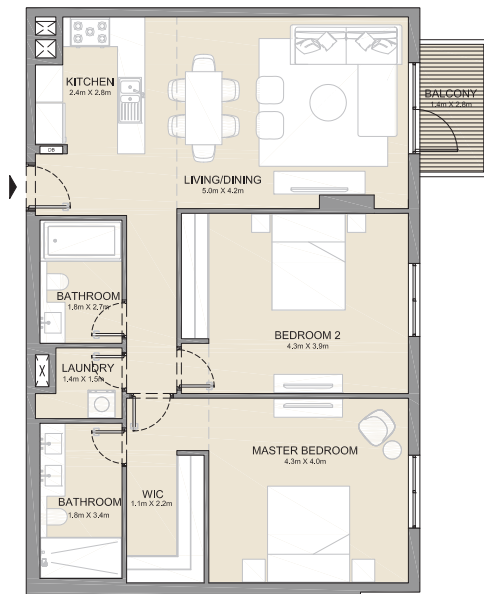 KITCHEN
2.4m X 2.8m
BALCONY
1.4m X 2.8m
DB
LIVING/DINING
5.0m X 4.2m
BATHROOM
1.8m X 2.7m
BEDROOM 2
4.3m X 3.9m
LAUNDRY
1.4m X 1.5m
MASTER BEDROOM
4.3m X 4.0m
WIC
1.1m X 2.2m
BATHROOM
1.8m X 3.4m